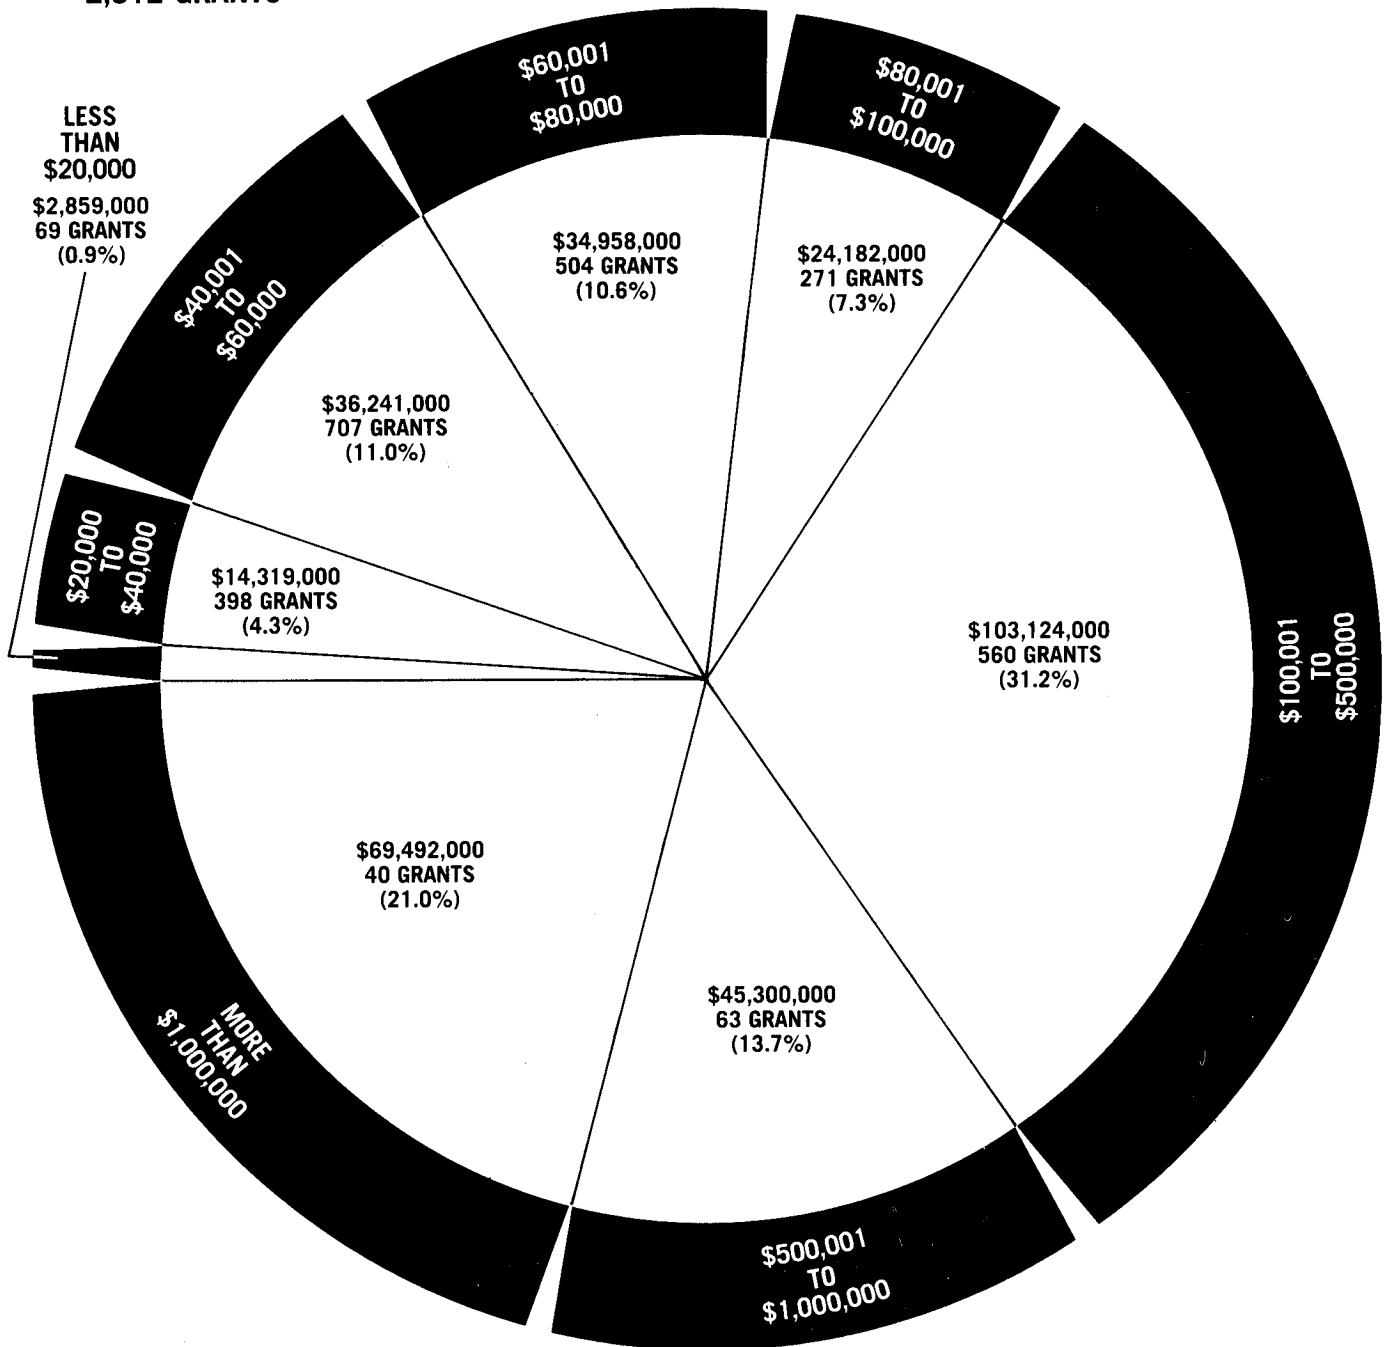 2,612 GRANTS
$60,001
TO
$80,000
$80,001
TO
$100,000
LESS
THAN
$20,000
$2,859,000
69 GRANTS
(0.9%)
$40,001
TO
$60,000
$34,958,000
504 GRANTS
(10.6%)
$24,182,000
271 GRANTS
(7.3%)
$36,241,000
707 GRANTS
(11.0%)
$20,000
TO
$40,000
$14,319,000
398 GRANTS
(4.3%)
$103,124,000
560 GRANTS
(31.2%)
$100,001
TO
$500,000
$69,492,000
40 GRANTS
(21.0%)
$45,300,000
63 GRANTS
(13.7%)
MORE
THAN
$1,000,000
$500,001
TO
$1,000,000